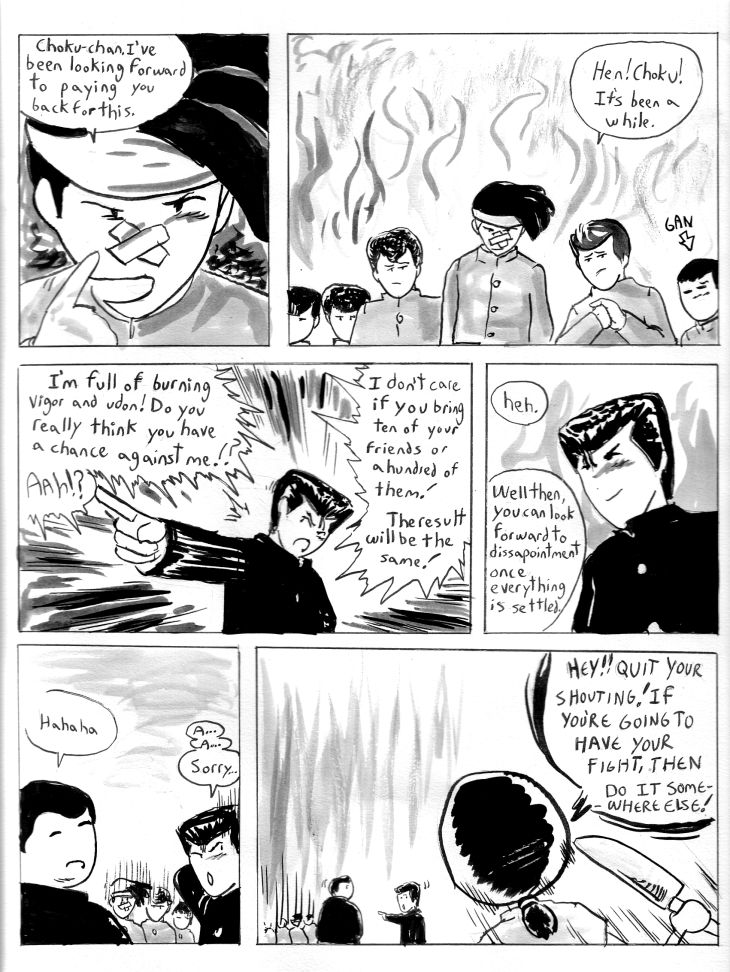 Choku-chan, I've
been looking forward
to paying you
back for this.
Hen! Choku!
It's been a
while.
GAN
I'm full of burning
vigor and udon! Do you
really think you have
a chance against me!!
Aah!?
I don't care
if you bring
ten of your
friends or
a hundred of
them!
The result
will be the
same!
heh.
Well then,
you can look
forward to
dissapointment
once
everything
is settled.
Hahaha
A...
A...
Sorry...
HEY!! QUIT YOUR
SHOUTING! IF
YOU'RE GOING TO
HAVE YOUR
FIGHT, THEN
DO IT SOME-
-WHERE ELSE!